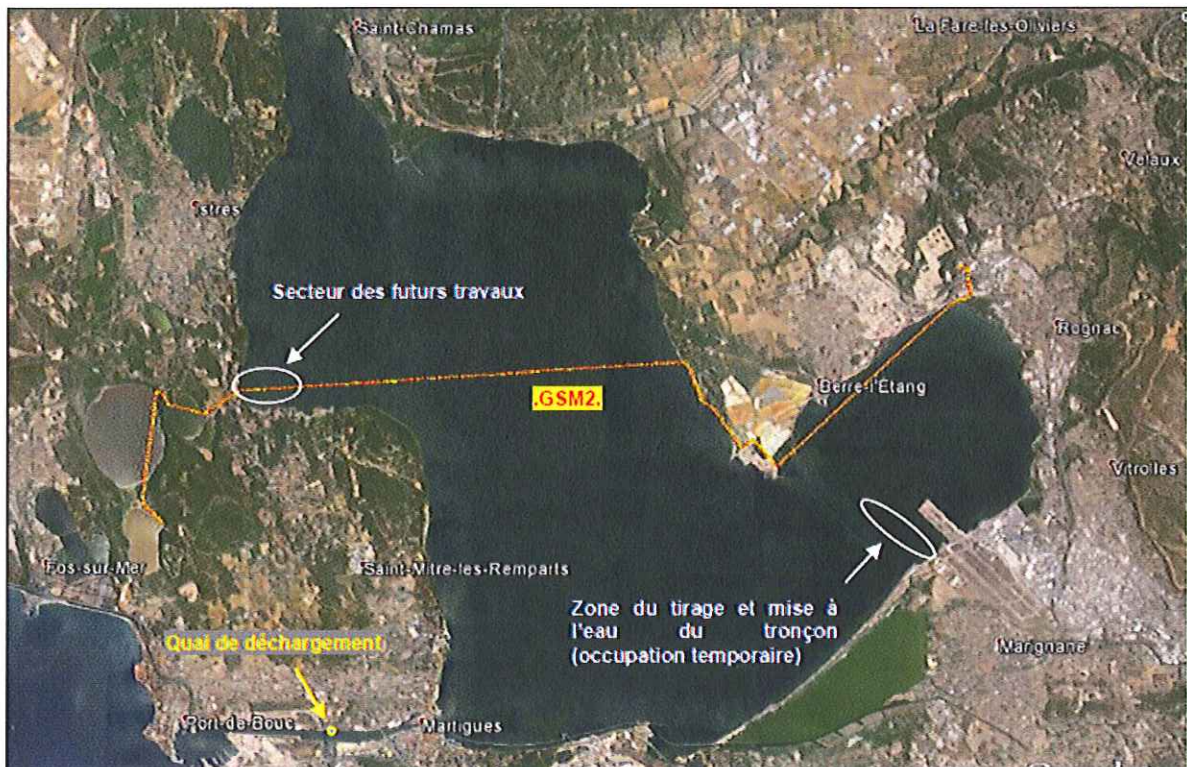 Saint-Chamas
La Fare-les-Oliviers
Velaux
Istres
Secteur des futurs travaux
Rognac
Berre-l'Étang
.GSM2.
Vitrolles
Fos-sur-Mer
Saint-Mitre-les-Remparts
Zone du tirage et mise à
l'eau du tronçon
(occupation temporaire)
Quai de déchargement
Marignane
Port-de-Bouc
Martigues